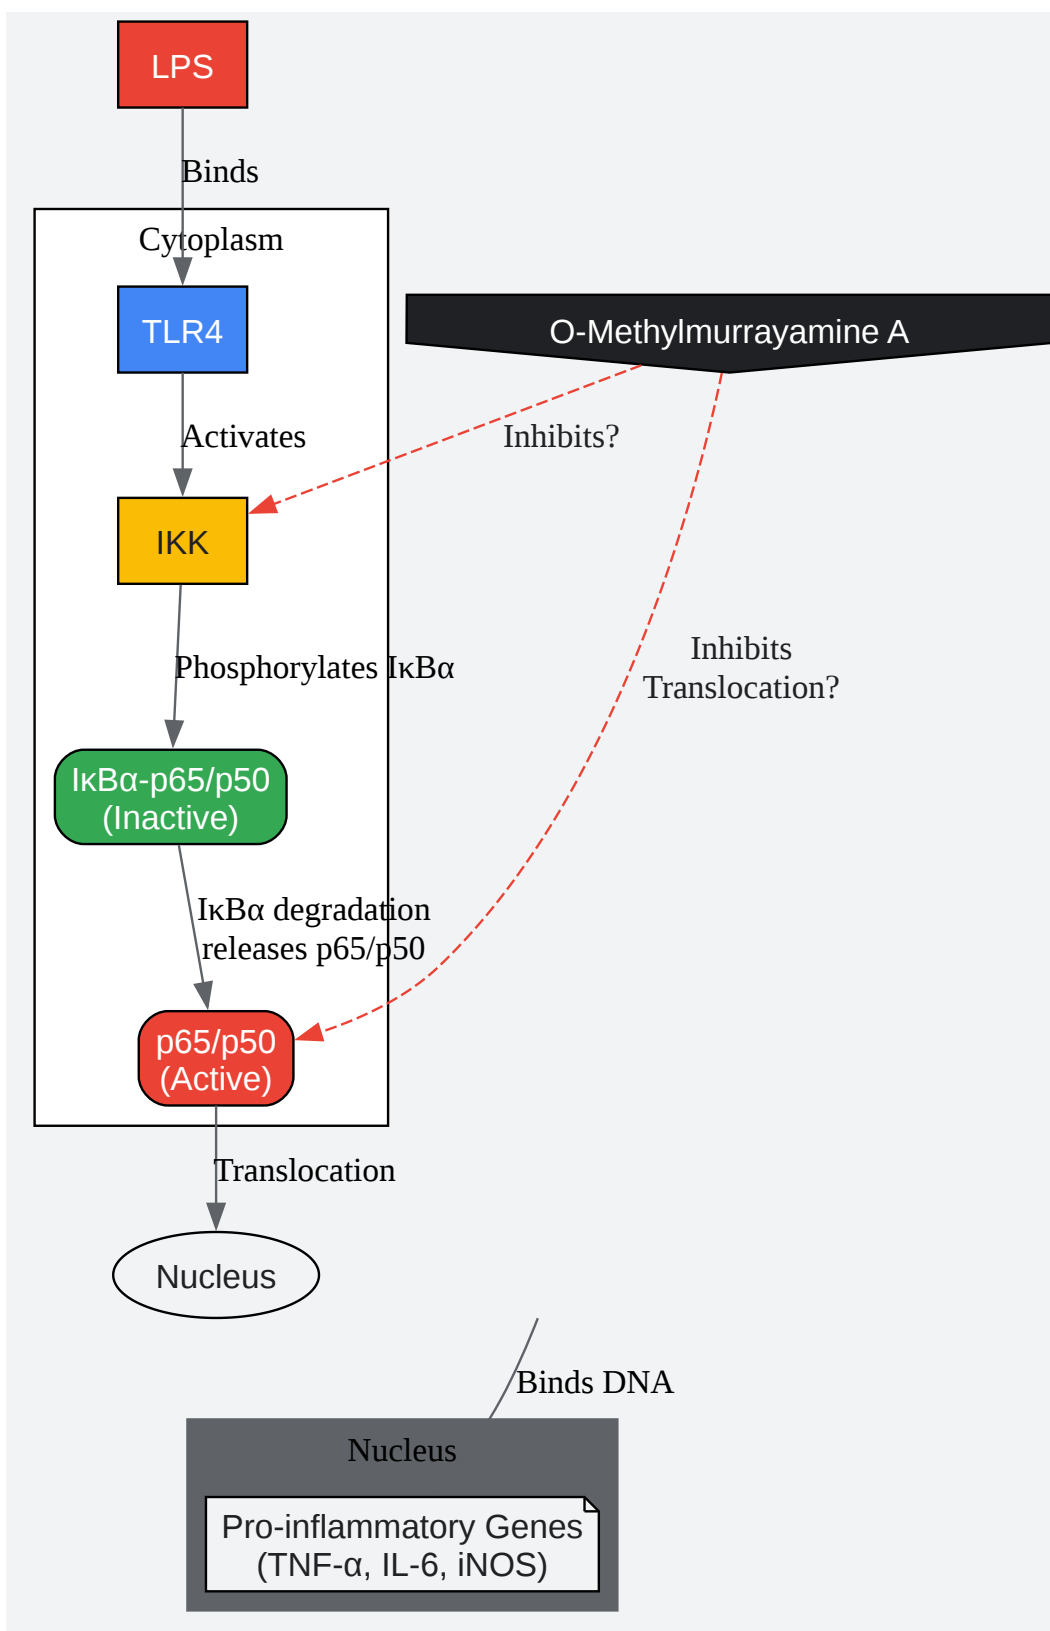 LPS
Binds
Cytoplasm
TLR4
O-Methylmurrayamine A
Activates
Inhibits?
IKK
Phosphorylates IκBα
Inhibits
Translocation?
IκBα-p65/p50
(Inactive)
IκBα degradation
releases p65/p50
p65/p50
(Active)
Translocation
Nucleus
Binds DNA
Nucleus
Pro-inflammatory Genes
(TNF-α, IL-6, iNOS)